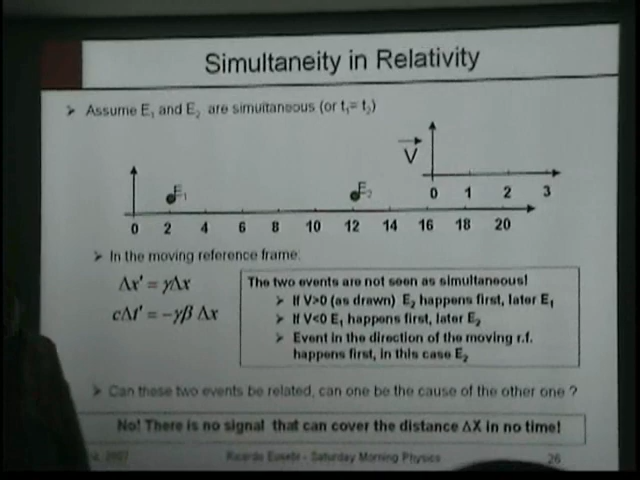 Simultaneity in Relativity
➢ Assume E₁ and E₂ are simultaneous (or t₁= t₂)
V
E₁ E₂
0 1 2 3
0 2 4 6 8 10 12 14 16 18 20
➢ In the moving reference frame:
Δx' = γΔx
cΔt' = −γβ Δx
The two events are not seen as simultaneous!
➢ If V>0 (as drawn) E₂ happens first, later E₁
➢ If V<0 E₁ happens first, later E₂
➢ Event in the direction of the moving r.f.
happens first, in this case E₂
➢ Can these two events be related, can one be the cause of the other one ?
No! There is no signal that can cover the distance ΔX in no time!
2007 Ricardo Eusebi - Saturday Morning Physics 26